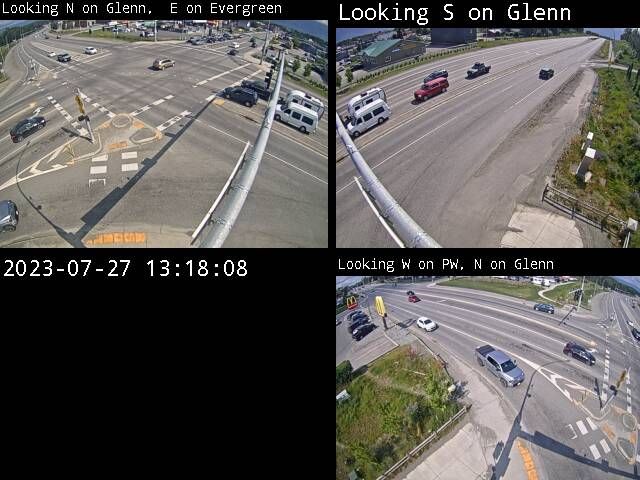 Looking N on Glenn, E on Evergreen
Looking S on Glenn
2023-07-27 13:18:08
Looking W on PW, N on Glenn